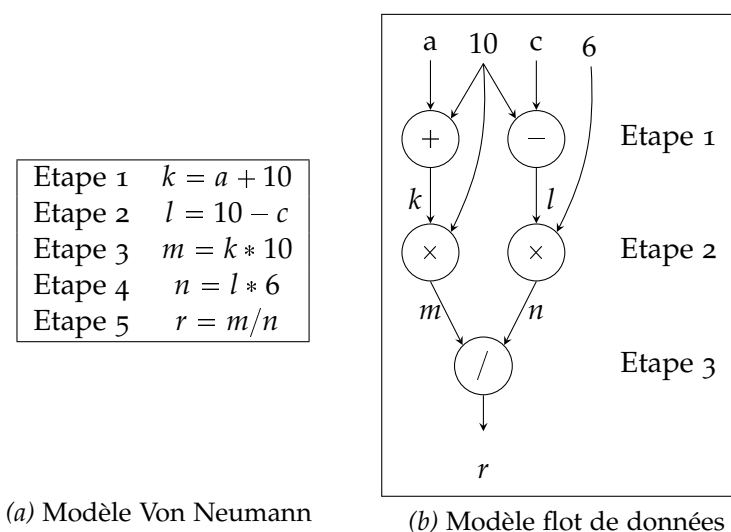 Etape 1 k = a + 10
Etape 2 l = 10 − c
Etape 3 m = k ∗ 10
Etape 4 n = l ∗ 6
Etape 5 r = m/n
(a) Modèle Von Neumann
a 10 c 6
+ − Etape 1
k l
× × Etape 2
m n
/ Etape 3
r
(b) Modèle flot de données